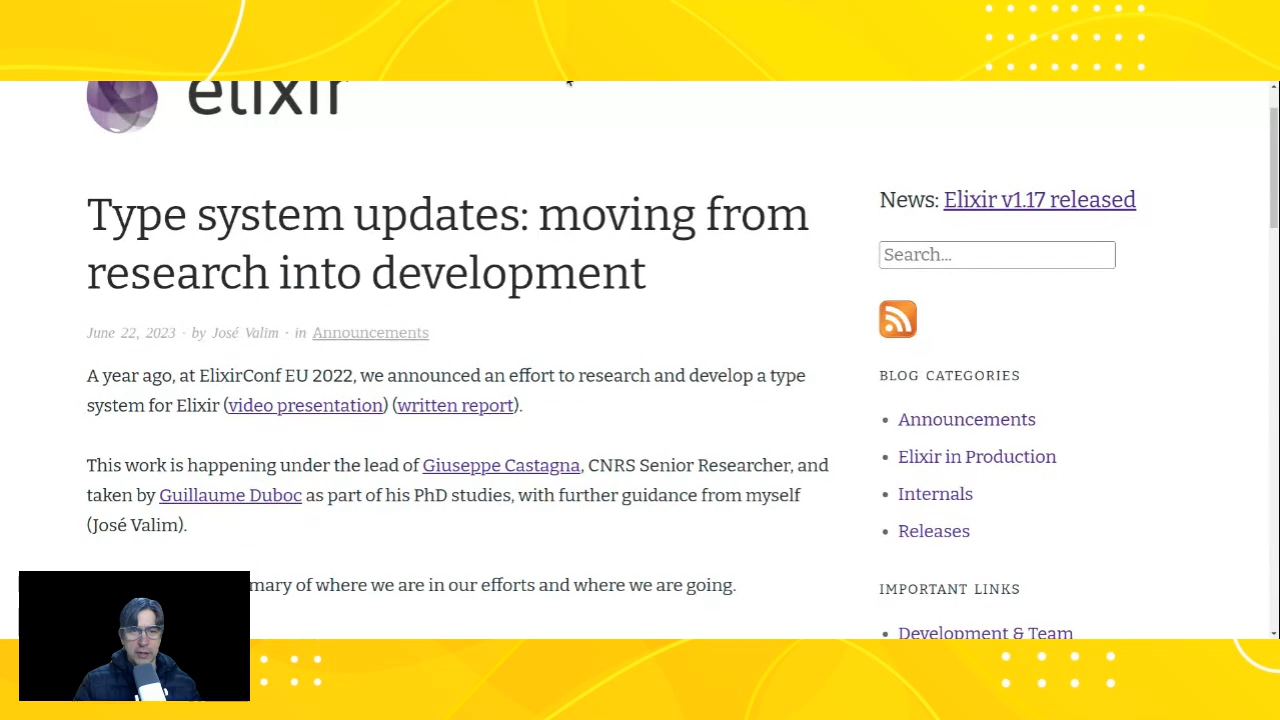 elixir
Type system updates: moving from
research into development
June 22, 2023 · by José Valim · in Announcements
A year ago, at ElixirConf EU 2022, we announced an effort to research and develop a type
system for Elixir (video presentation) (written report).
This work is happening under the lead of Giuseppe Castagna, CNRS Senior Researcher, and
taken by Guillaume Duboc as part of his PhD studies, with further guidance from myself
(José Valim).
of where we are in our efforts and where we are going.
News: Elixir v1.17 released
Search...
BLOG CATEGORIES
• Announcements
• Elixir in Production
• Internals
• Releases
IMPORTANT LINKS
• Development & Team